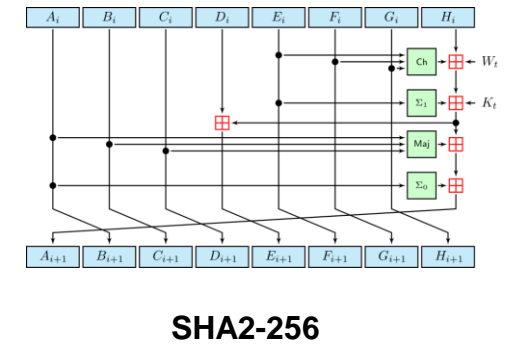 A_i B_i C_i D_i E_i F_i G_i H_i
Ch W_t
Σ_1 K_t
Maj
Σ_0
A_{i+1} B_{i+1} C_{i+1} D_{i+1} E_{i+1} F_{i+1} G_{i+1} H_{i+1}
SHA2-256